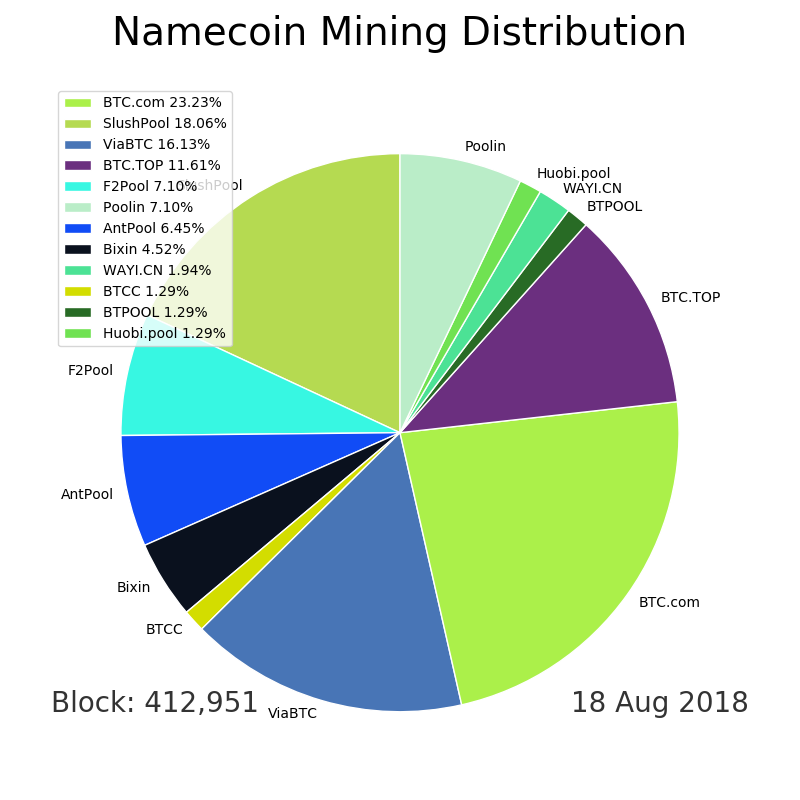 Namecoin Mining Distribution
BTC.com 23.23%
SlushPool 18.06%
ViaBTC 16.13%
BTC.TOP 11.61%
F2Pool 7.10%
Poolin 7.10%
AntPool 6.45%
Bixin 4.52%
WAYI.CN 1.94%
BTCC 1.29%
BTPOOL 1.29%
Huobi.pool 1.29%
SlushPool
Poolin
Huobi.pool
WAYI.CN
BTPOOL
BTC.TOP
F2Pool
AntPool
Bixin
BTCC
BTC.com
ViaBTC
Block: 412,951
18 Aug 2018